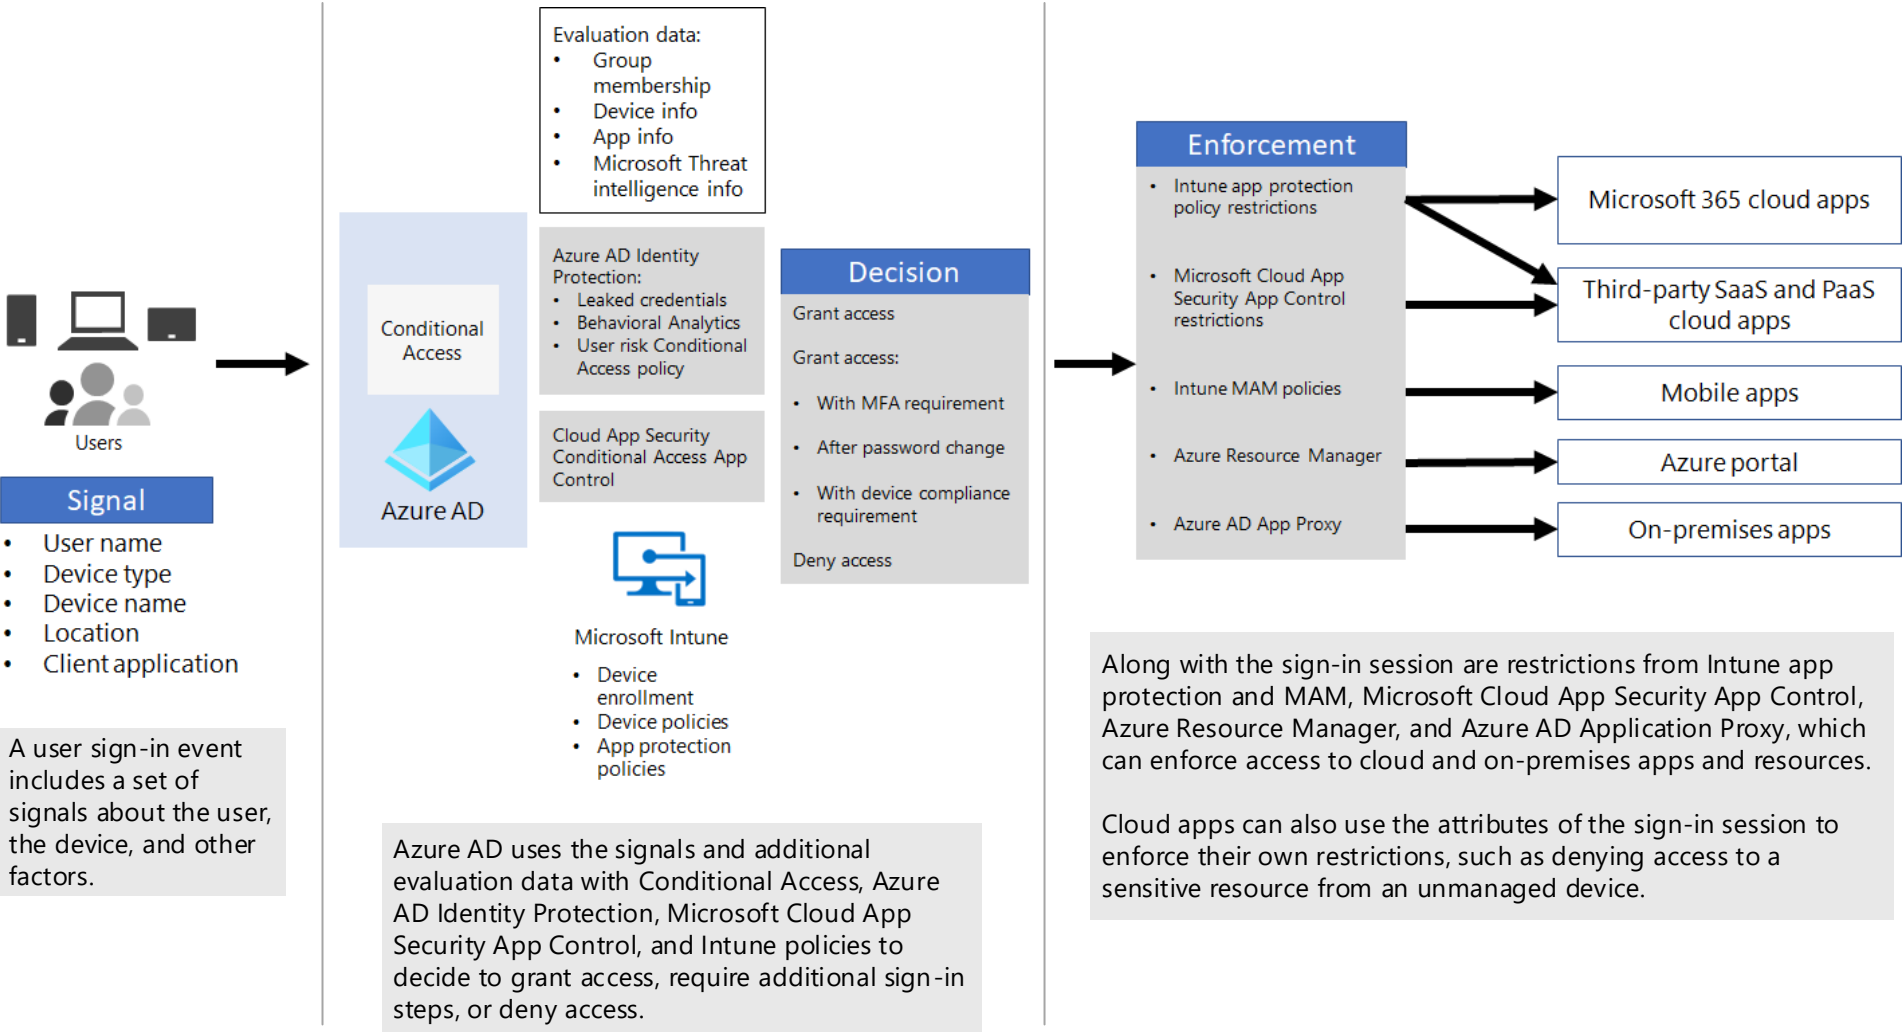 Users
Signal
• User name
• Device type
• Device name
• Location
• Client application
A user sign-in event
includes a set of
signals about the user,
the device, and other
factors.
Evaluation data:
• Group
membership
• Device info
• App info
• Microsoft Threat
intelligence info
Conditional
Access
Azure AD
Azure AD Identity
Protection:
• Leaked credentials
• Behavioral Analytics
• User risk Conditional
Access policy
Cloud App Security
Conditional Access App
Control
Microsoft Intune
• Device
enrollment
• Device policies
• App protection
policies
Decision
Grant access
Grant access:
• With MFA requirement
• After password change
• With device compliance
requirement
Deny access
Azure AD uses the signals and additional
evaluation data with Conditional Access, Azure
AD Identity Protection, Microsoft Cloud App
Security App Control, and Intune policies to
decide to grant access, require additional sign-in
steps, or deny access.
Enforcement
• Intune app protection
policy restrictions
• Microsoft Cloud App
Security App Control
restrictions
• Intune MAM policies
• Azure Resource Manager
• Azure AD App Proxy
Microsoft 365 cloud apps
Third-party SaaS and PaaS
cloud apps
Mobile apps
Azure portal
On-premises apps
Along with the sign-in session are restrictions from Intune app
protection and MAM, Microsoft Cloud App Security App Control,
Azure Resource Manager, and Azure AD Application Proxy, which
can enforce access to cloud and on-premises apps and resources.
Cloud apps can also use the attributes of the sign-in session to
enforce their own restrictions, such as denying access to a
sensitive resource from an unmanaged device.